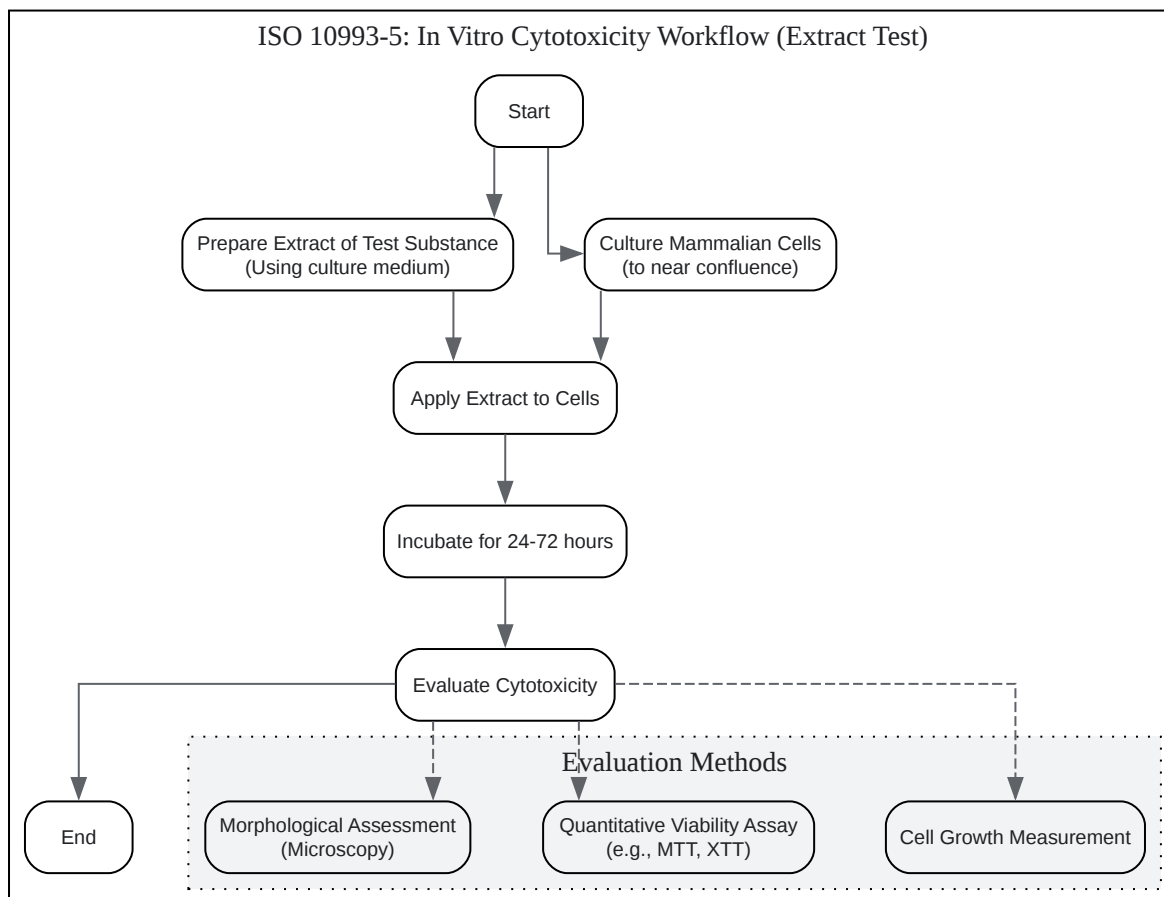 ISO 10993-5: In Vitro Cytotoxicity Workflow (Extract Test)
Start
Prepare Extract of Test Substance
(Using culture medium)
Culture Mammalian Cells
(to near confluence)
Apply Extract to Cells
Incubate for 24-72 hours
Evaluate Cytotoxicity
Evaluation Methods
End
Morphological Assessment
(Microscopy)
Quantitative Viability Assay
(e.g., MTT, XTT)
Cell Growth Measurement